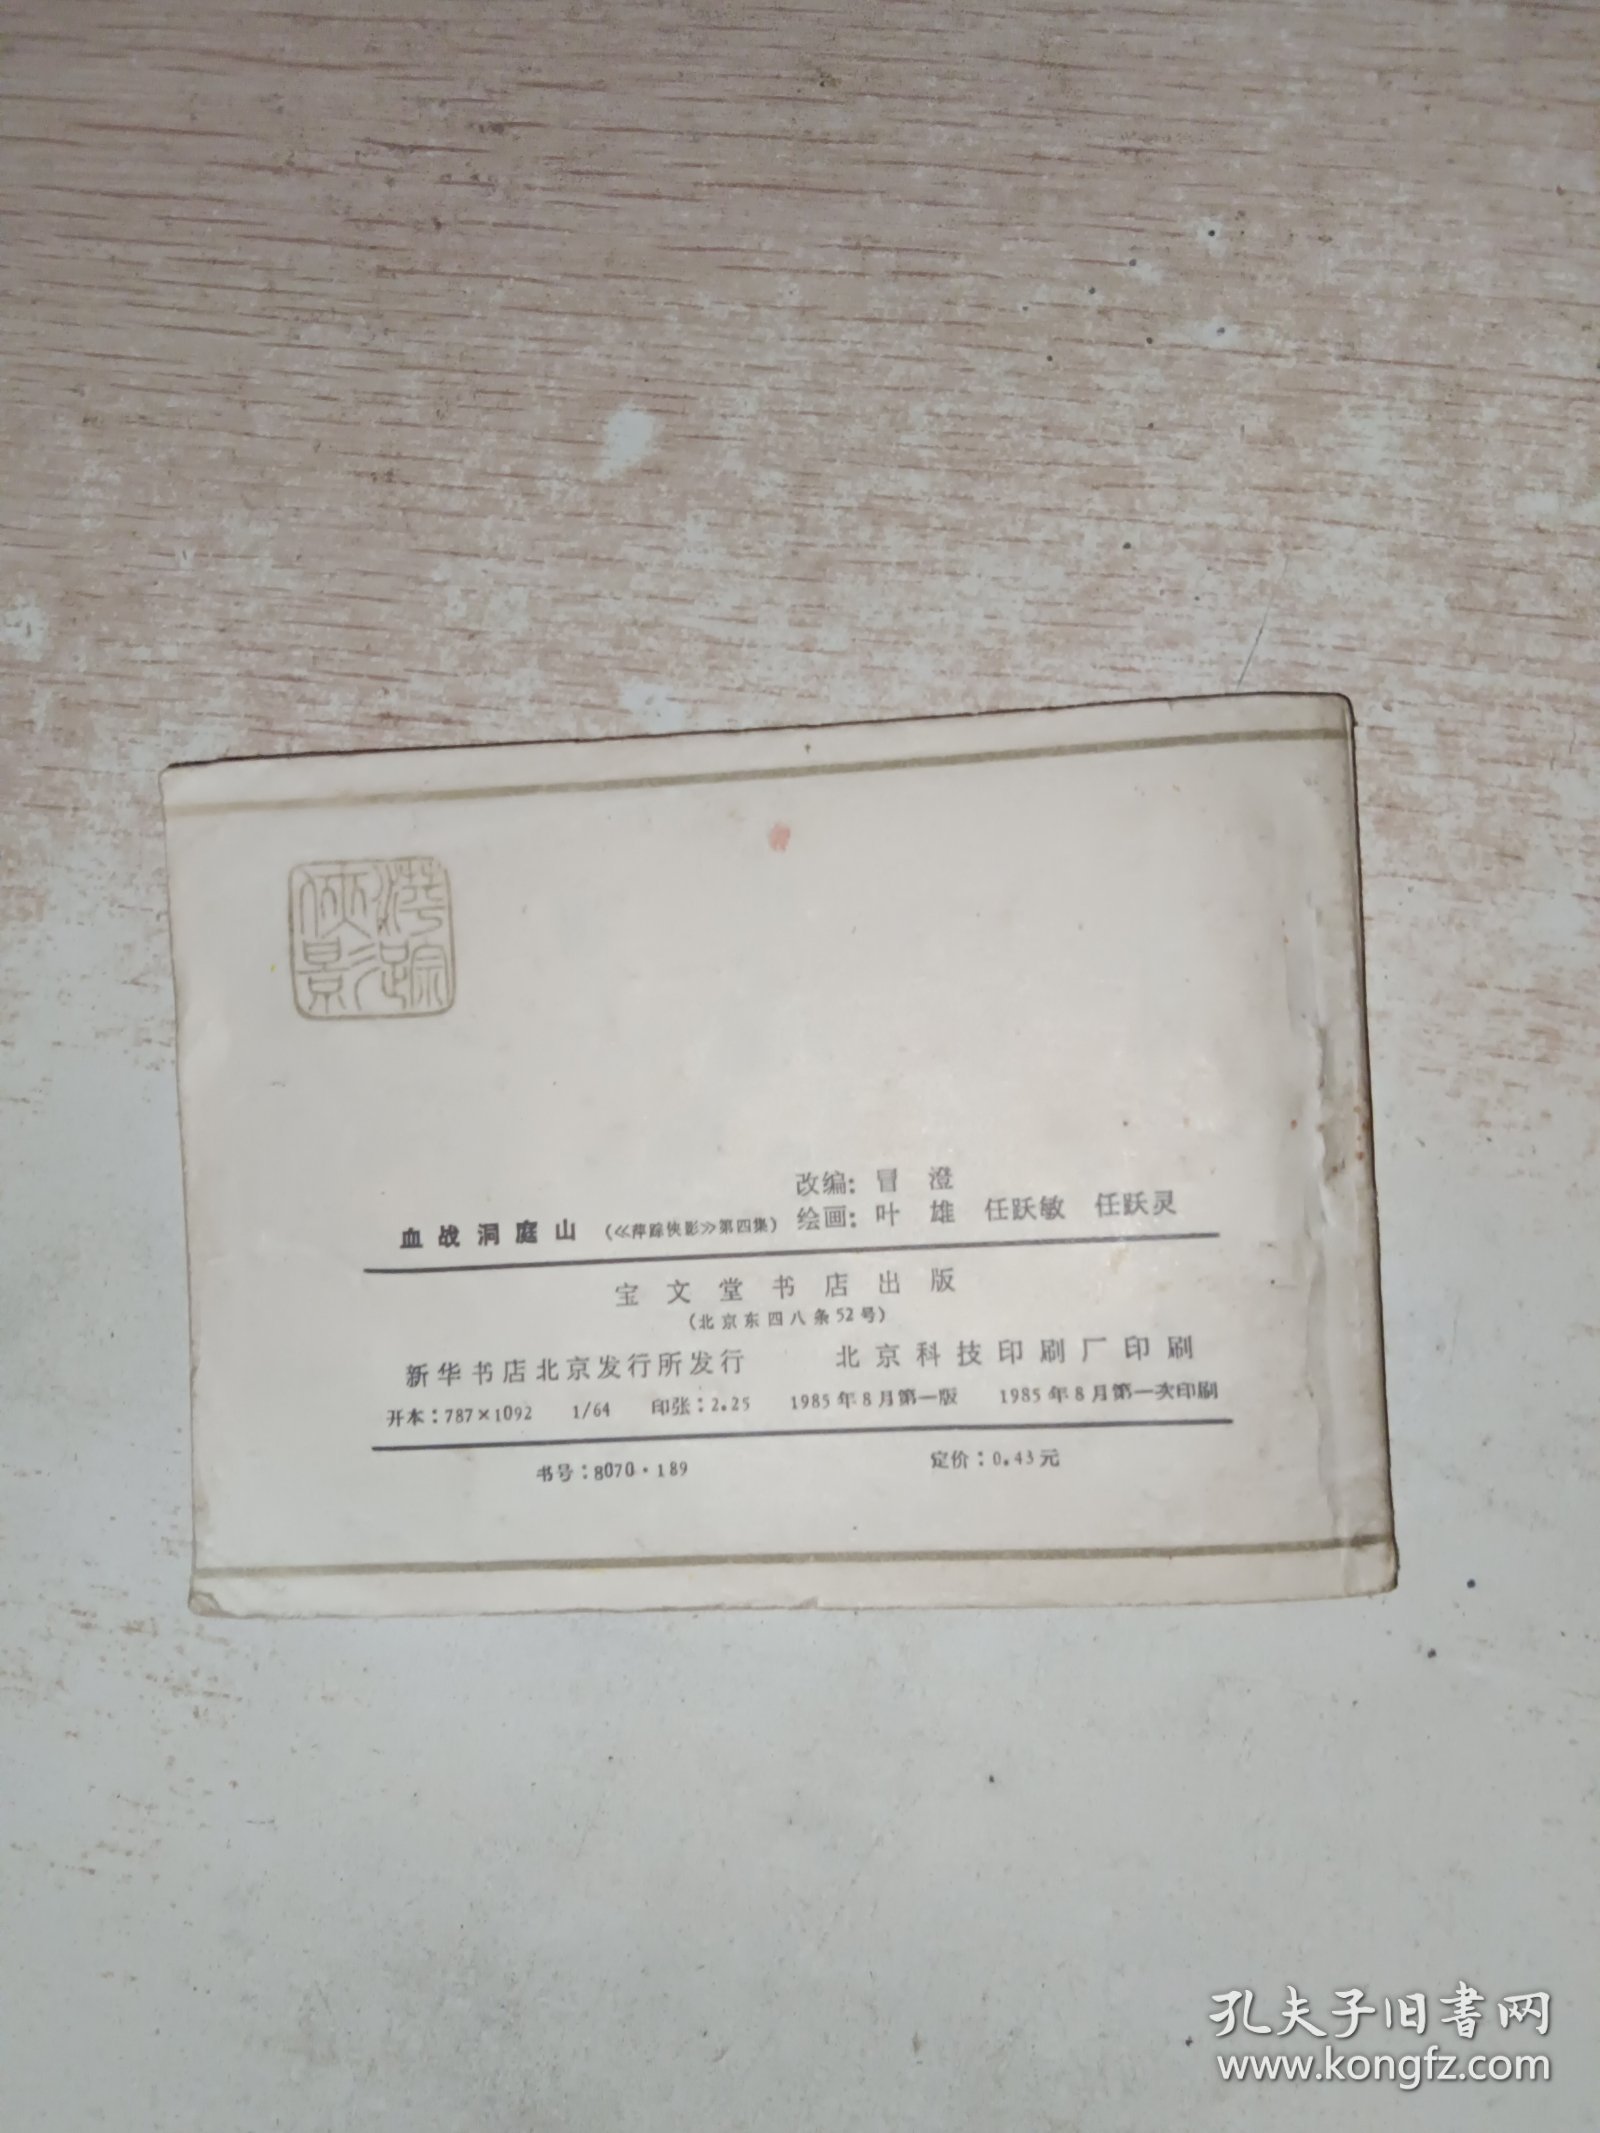 萍踪
侠影
改编：冒 澄
血战洞庭山 (《萍踪侠影》第四集) 绘画：叶 雄 任跃敏 任跃灵
宝文堂书店出版
(北京东四八条52号)
新华书店北京发行所发行 北京科技印刷厂印刷
开本：787×1092 1/64 印张：2.25 1985年8月第一版 1985年8月第一次印刷
书号：8070·189 定价：0.43元
孔夫子旧書网
www.kongfz.com